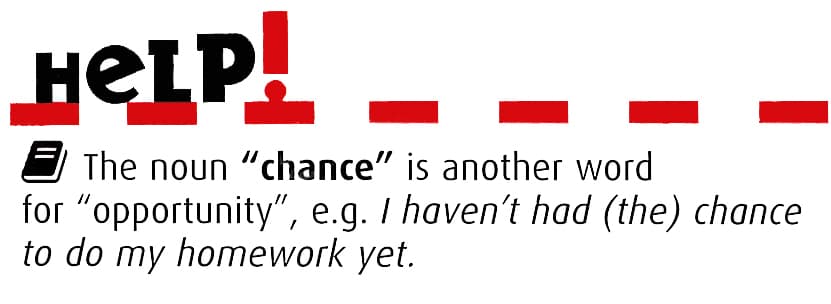 HeLP!
The noun “chance” is another word
for “opportunity”, e.g. I haven’t had (the) chance
to do my homework yet.